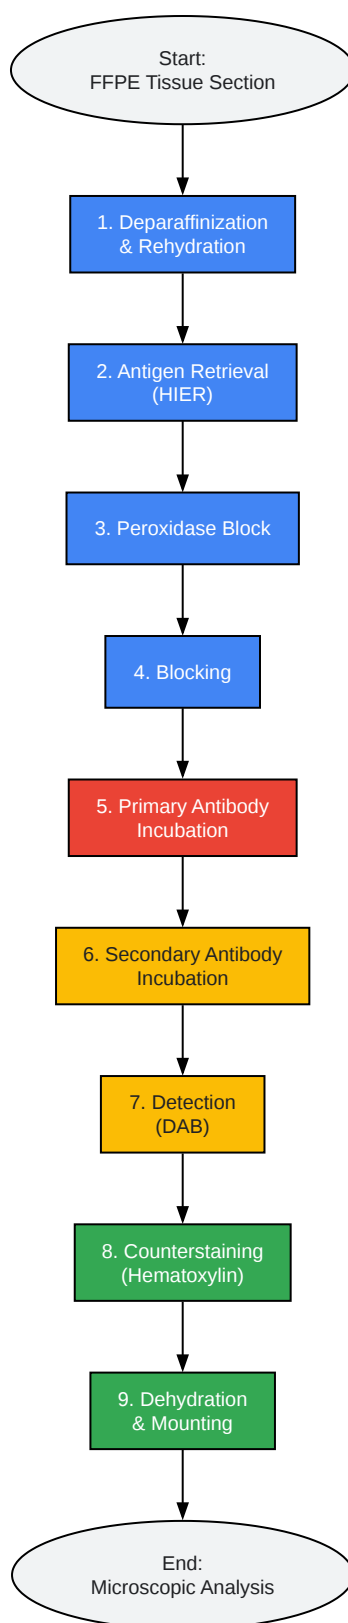 Start:
FFPE Tissue Section
1. Deparaffinization
& Rehydration
2. Antigen Retrieval
(HIER)
3. Peroxidase Block
4. Blocking
5. Primary Antibody
Incubation
6. Secondary Antibody
Incubation
7. Detection
(DAB)
8. Counterstaining
(Hematoxylin)
9. Dehydration
& Mounting
End:
Microscopic Analysis